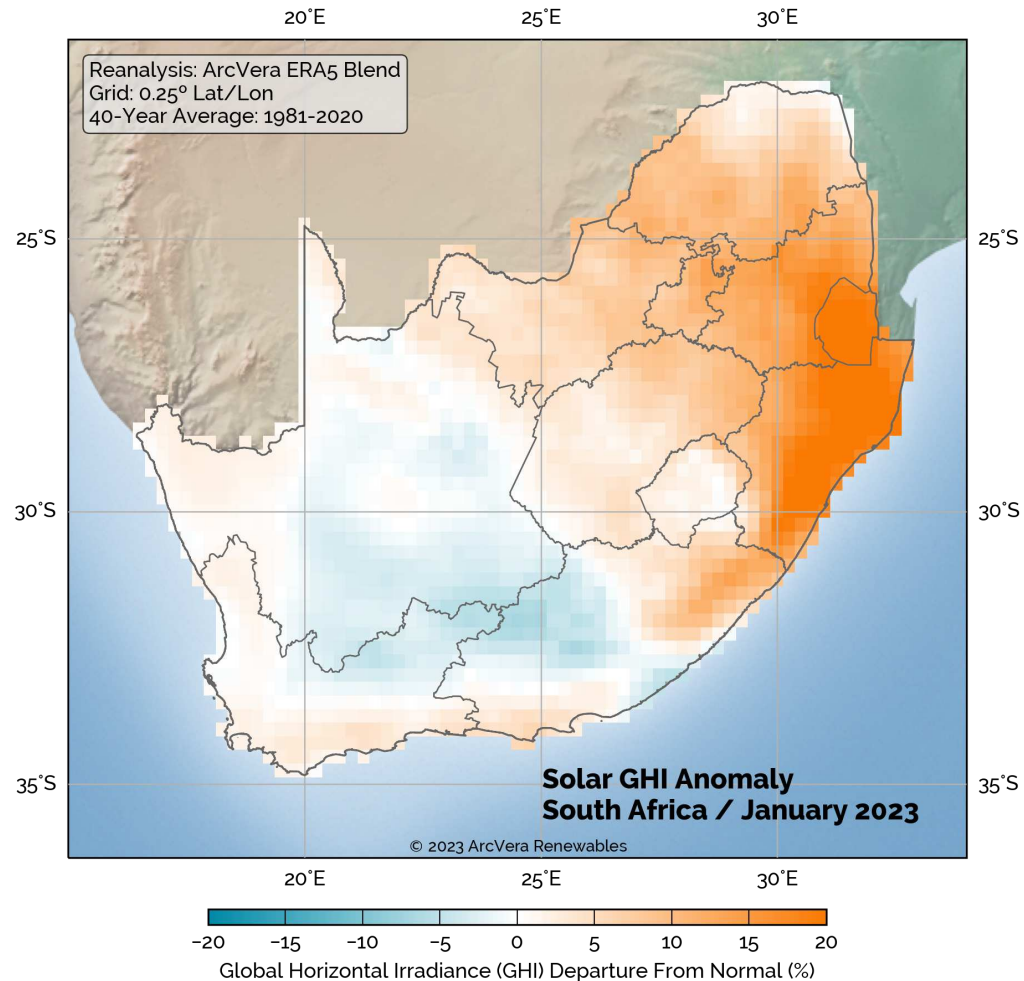 20°E 25°E 30°E
Reanalysis: ArcVera ERA5 Blend
Grid: 0.25º Lat/Lon
40-Year Average: 1981-2020
25°S 25°S
30°S 30°S
35°S 35°S
Solar GHI Anomaly
South Africa / January 2023
© 2023 ArcVera Renewables
20°E 25°E 30°E
−20 −15 −10 −5 0 5 10 15 20
Global Horizontal Irradiance (GHI) Departure From Normal (%)